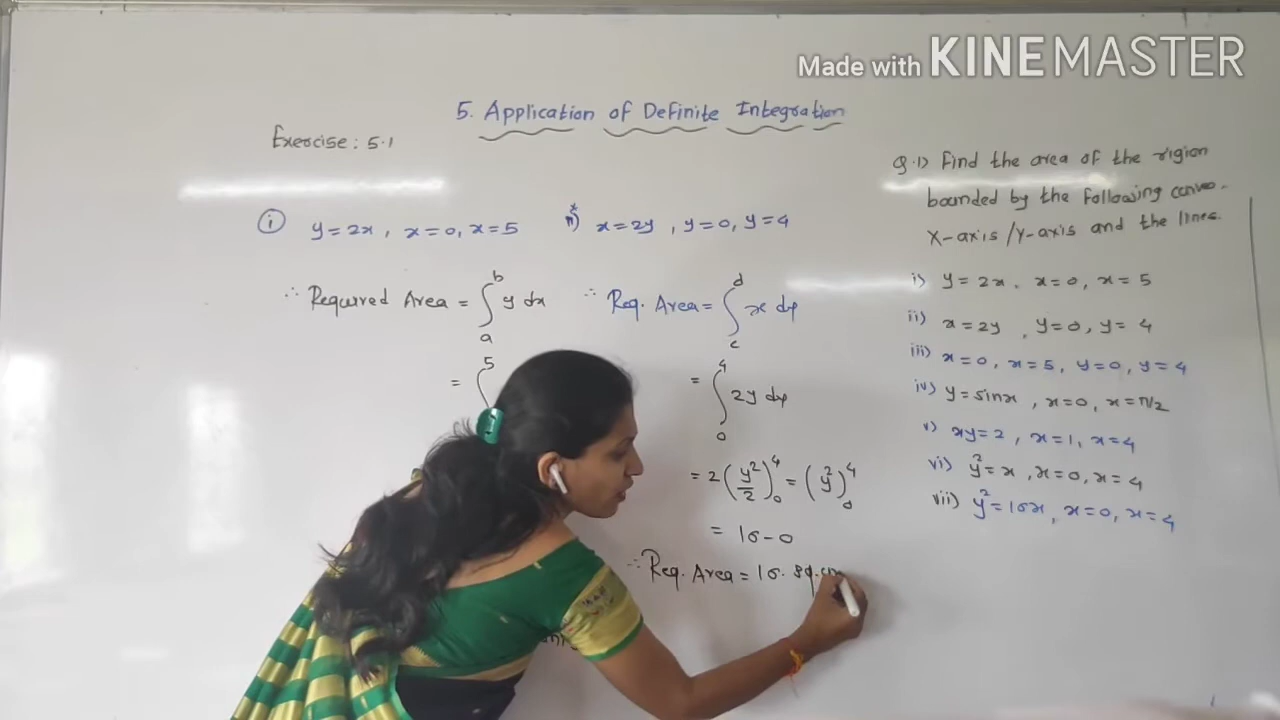 Made with KINEMASTER
5. Application of Definite Integration
Exercise: 5.1
Q.1) Find the area of the rigion
bounded by the following
X-axis /Y-axis and the lines.
i) y = 2x, x=0, x=5
ii) x=2y, y=0, y=4
iii) x=0, x=5, y=0, y=4
iv) y=sinx, x=0, x=π/2
v) xy=2, x=1, x=4
vi) y²=x, x=0, x=4
vii) y²=16x, x=0, x=4
i y=2x, x=0, x=5
∴ Required Area = ∫ₐᵇ y dx
= ∫⁵
ii)* x=2y, y=0, y=4
∴ Req. Area = ∫_c^d x dy
= ∫₀⁴ 2y dy
= 2(y²/2)₀⁴ = (y²)₀⁴
= 16-0
∴ Req. Area = 16. sq.